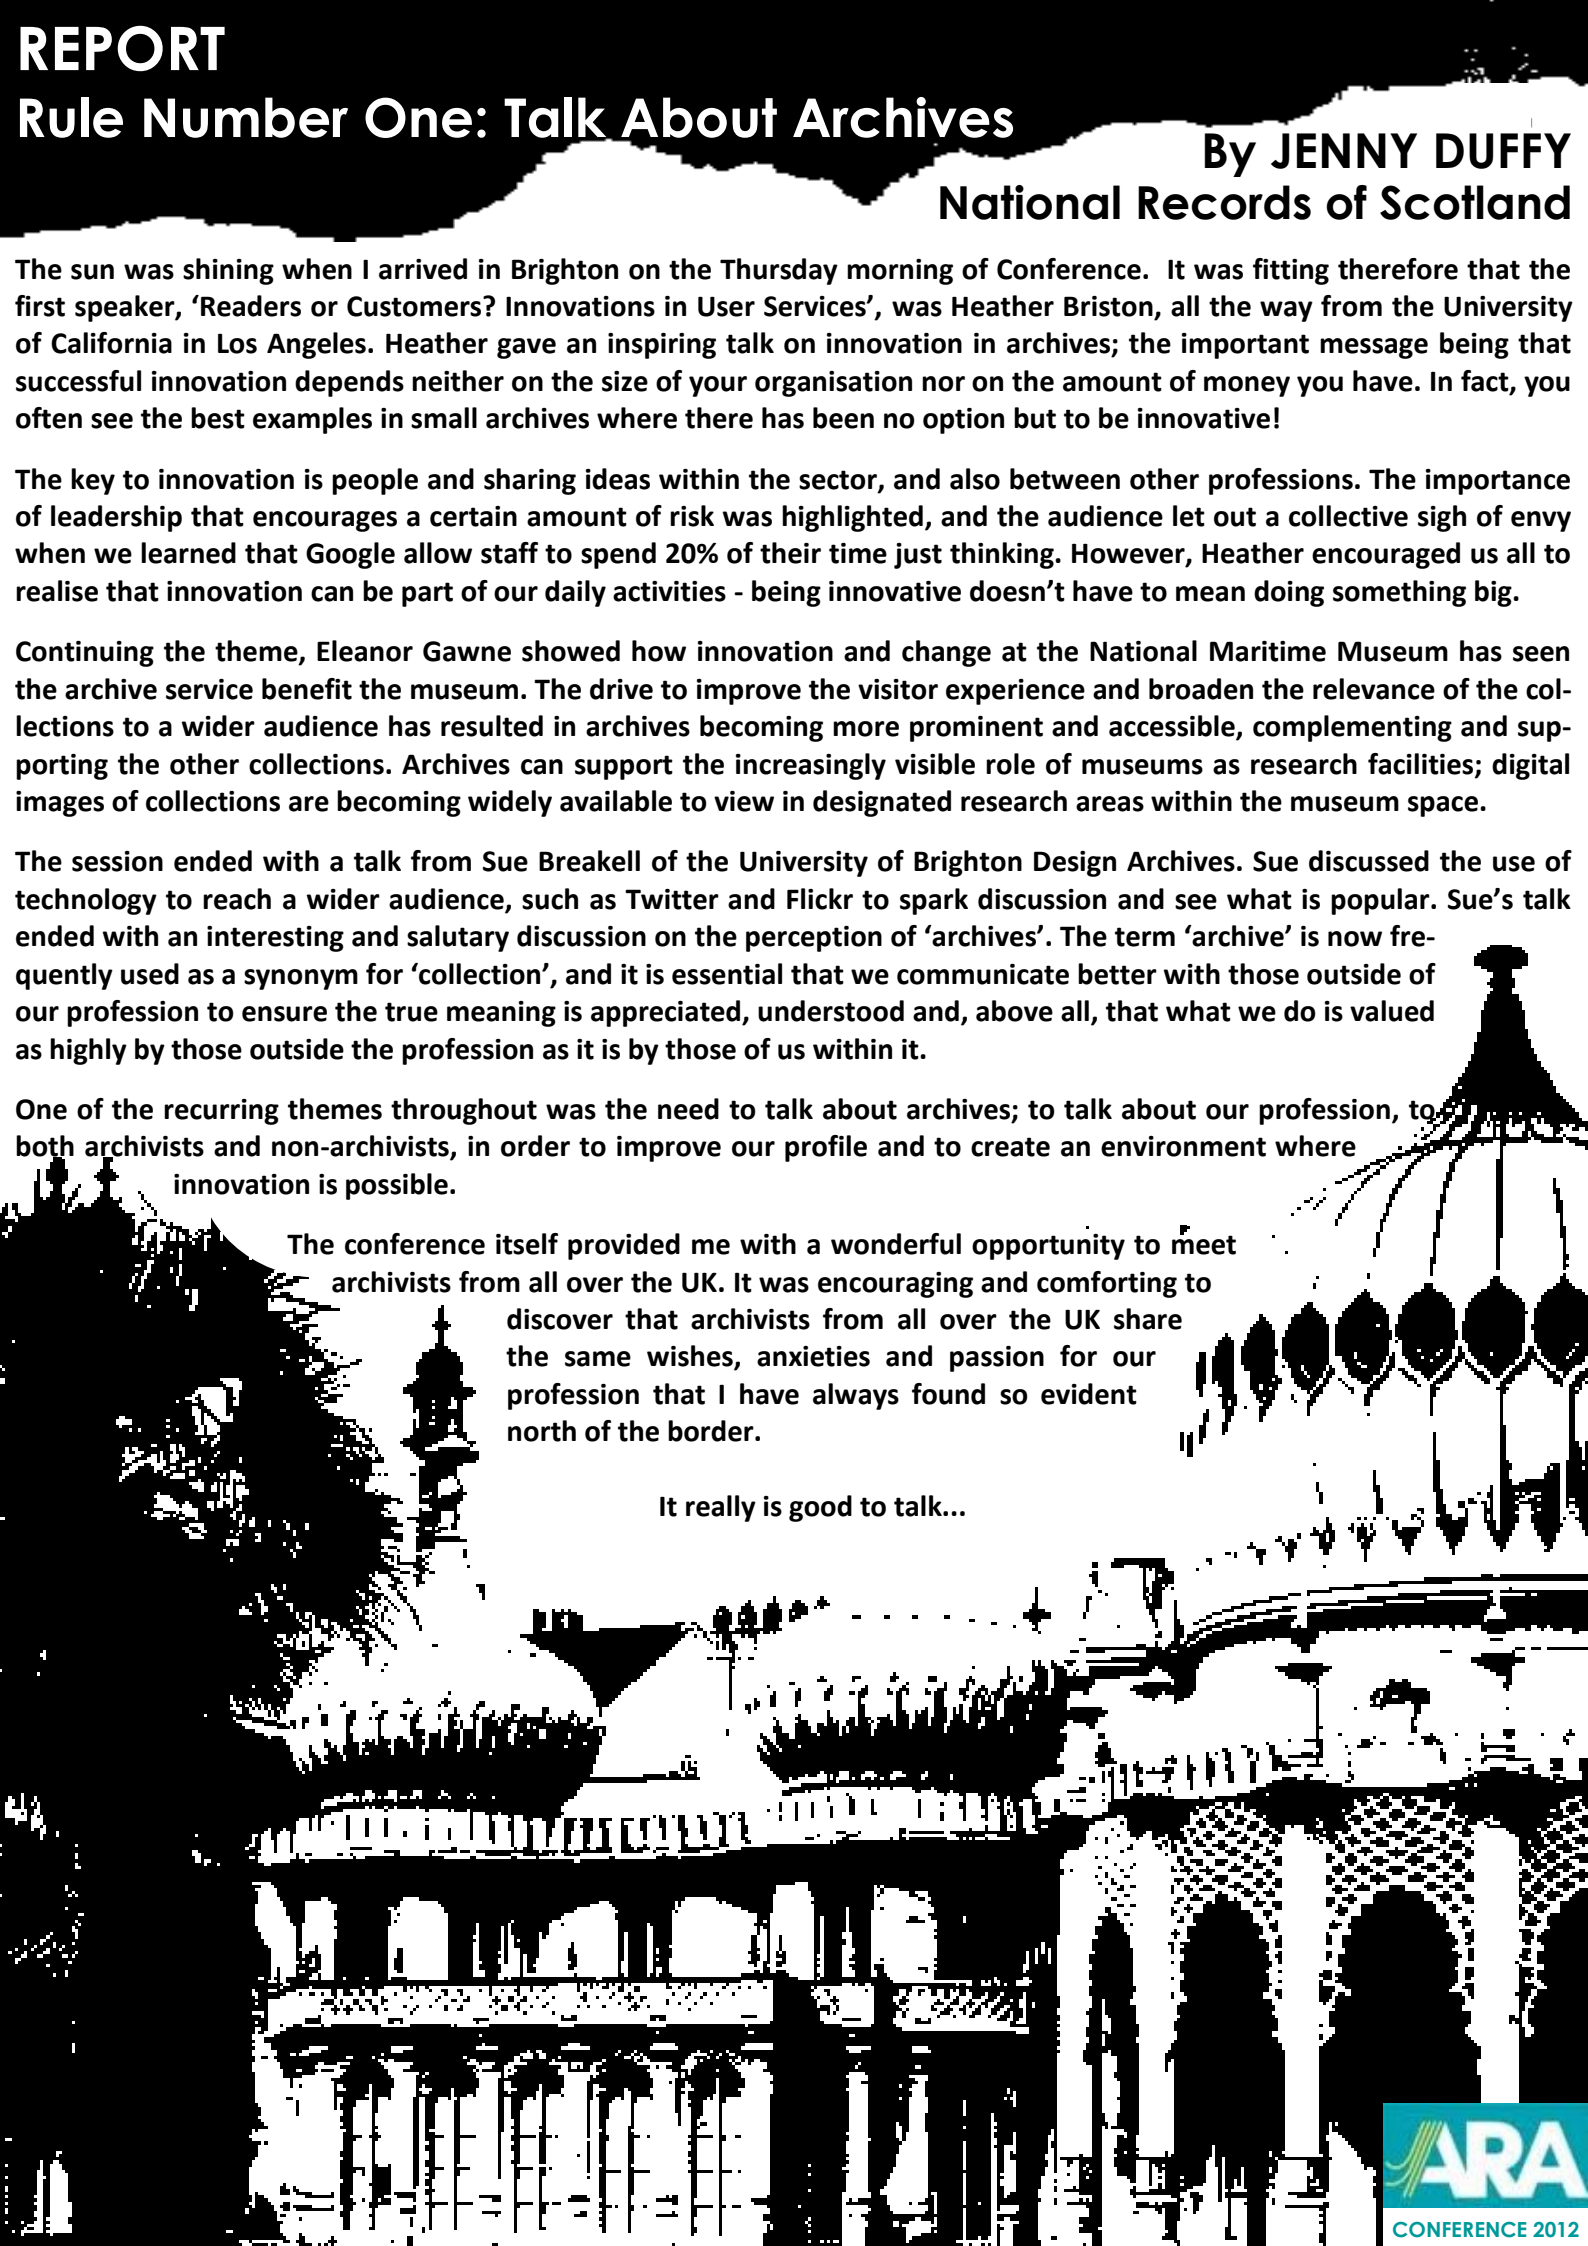 REPORT
Rule Number One: Talk About Archives
By JENNY DUFFY
National Records of Scotland
The sun was shining when I arrived in Brighton on the Thursday morning of Conference.  It was fitting therefore that the
first speaker, ‘Readers or Customers? Innovations in User Services’, was Heather Briston, all the way from the University
of California in Los Angeles. Heather gave an inspiring talk on innovation in archives; the important message being that
successful innovation depends neither on the size of your organisation nor on the amount of money you have. In fact, you
often see the best examples in small archives where there has been no option but to be innovative!
The key to innovation is people and sharing ideas within the sector, and also between other professions. The importance
of leadership that encourages a certain amount of risk was highlighted, and the audience let out a collective sigh of envy
when we learned that Google allow staff to spend 20% of their time just thinking. However, Heather encouraged us all to
realise that innovation can be part of our daily activities - being innovative doesn’t have to mean doing something big.
Continuing the theme, Eleanor Gawne showed how innovation and change at the National Maritime Museum has seen
the archive service benefit the museum. The drive to improve the visitor experience and broaden the relevance of the col-
lections to a wider audience has resulted in archives becoming more prominent and accessible, complementing and sup-
porting the other collections. Archives can support the increasingly visible role of museums as research facilities; digital
images of collections are becoming widely available to view in designated research areas within the museum space.
The session ended with a talk from Sue Breakell of the University of Brighton Design Archives. Sue discussed the use of
technology to reach a wider audience, such as Twitter and Flickr to spark discussion and see what is popular. Sue’s talk
ended with an interesting and salutary discussion on the perception of ‘archives’. The term ‘archive’ is now fre-
quently used as a synonym for ‘collection’, and it is essential that we communicate better with those outside of
our profession to ensure the true meaning is appreciated, understood and, above all, that what we do is valued
as highly by those outside the profession as it is by those of us within it.
One of the recurring themes throughout was the need to talk about archives; to talk about our profession, to
both archivists and non-archivists, in order to improve our profile and to create an environment where
innovation is possible.
The conference itself provided me with a wonderful opportunity to meet
archivists from all over the UK. It was encouraging and comforting to
discover that archivists from all over the UK share
the same wishes, anxieties and passion for our
profession that I have always found so evident
north of the border.
It really is good to talk...
ARA
CONFERENCE 2012